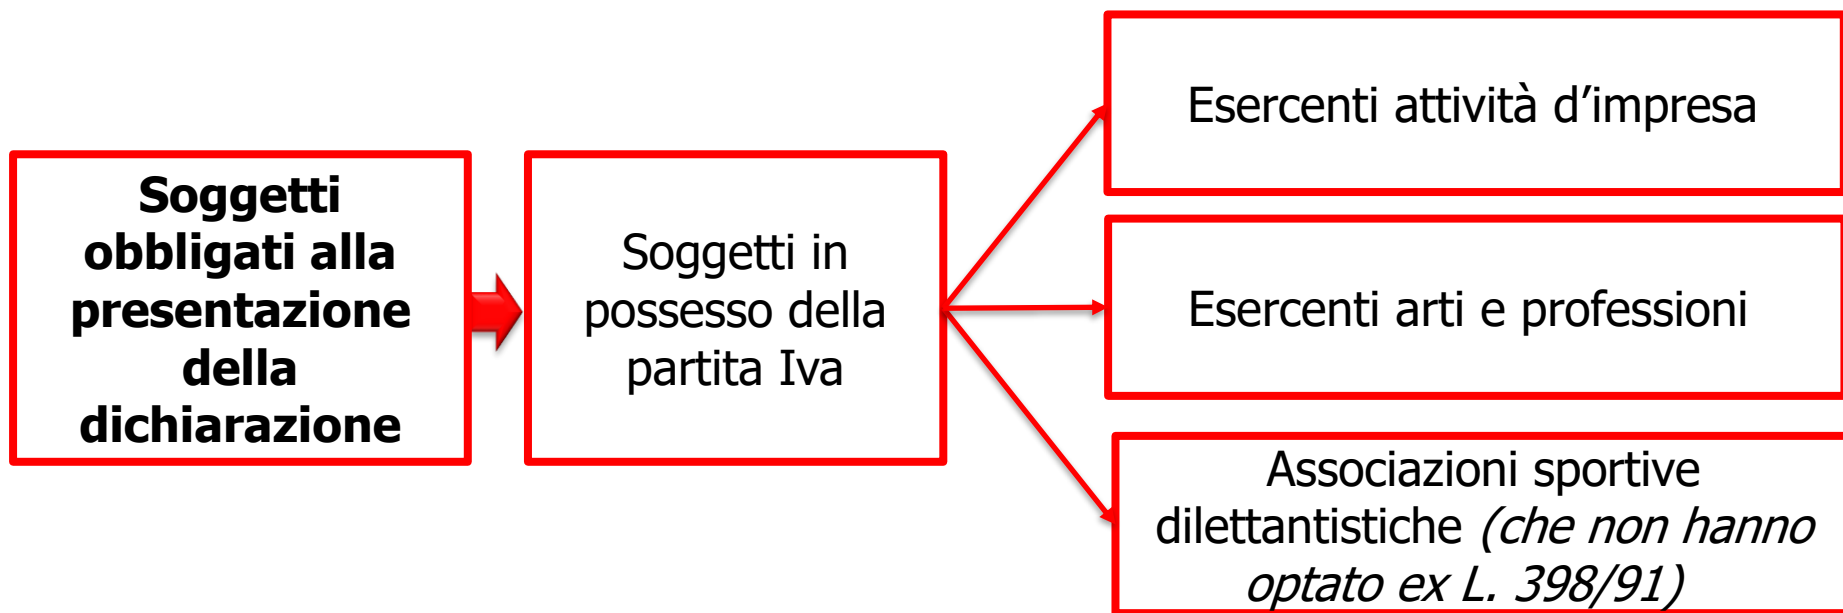 Soggetti
obbligati alla
presentazione
della
dichiarazione
Soggetti in
possesso della
partita Iva
Esercenti attività d’impresa
Esercenti arti e professioni
Associazioni sportive
dilettantistiche (che non hanno
optato ex L. 398/91)